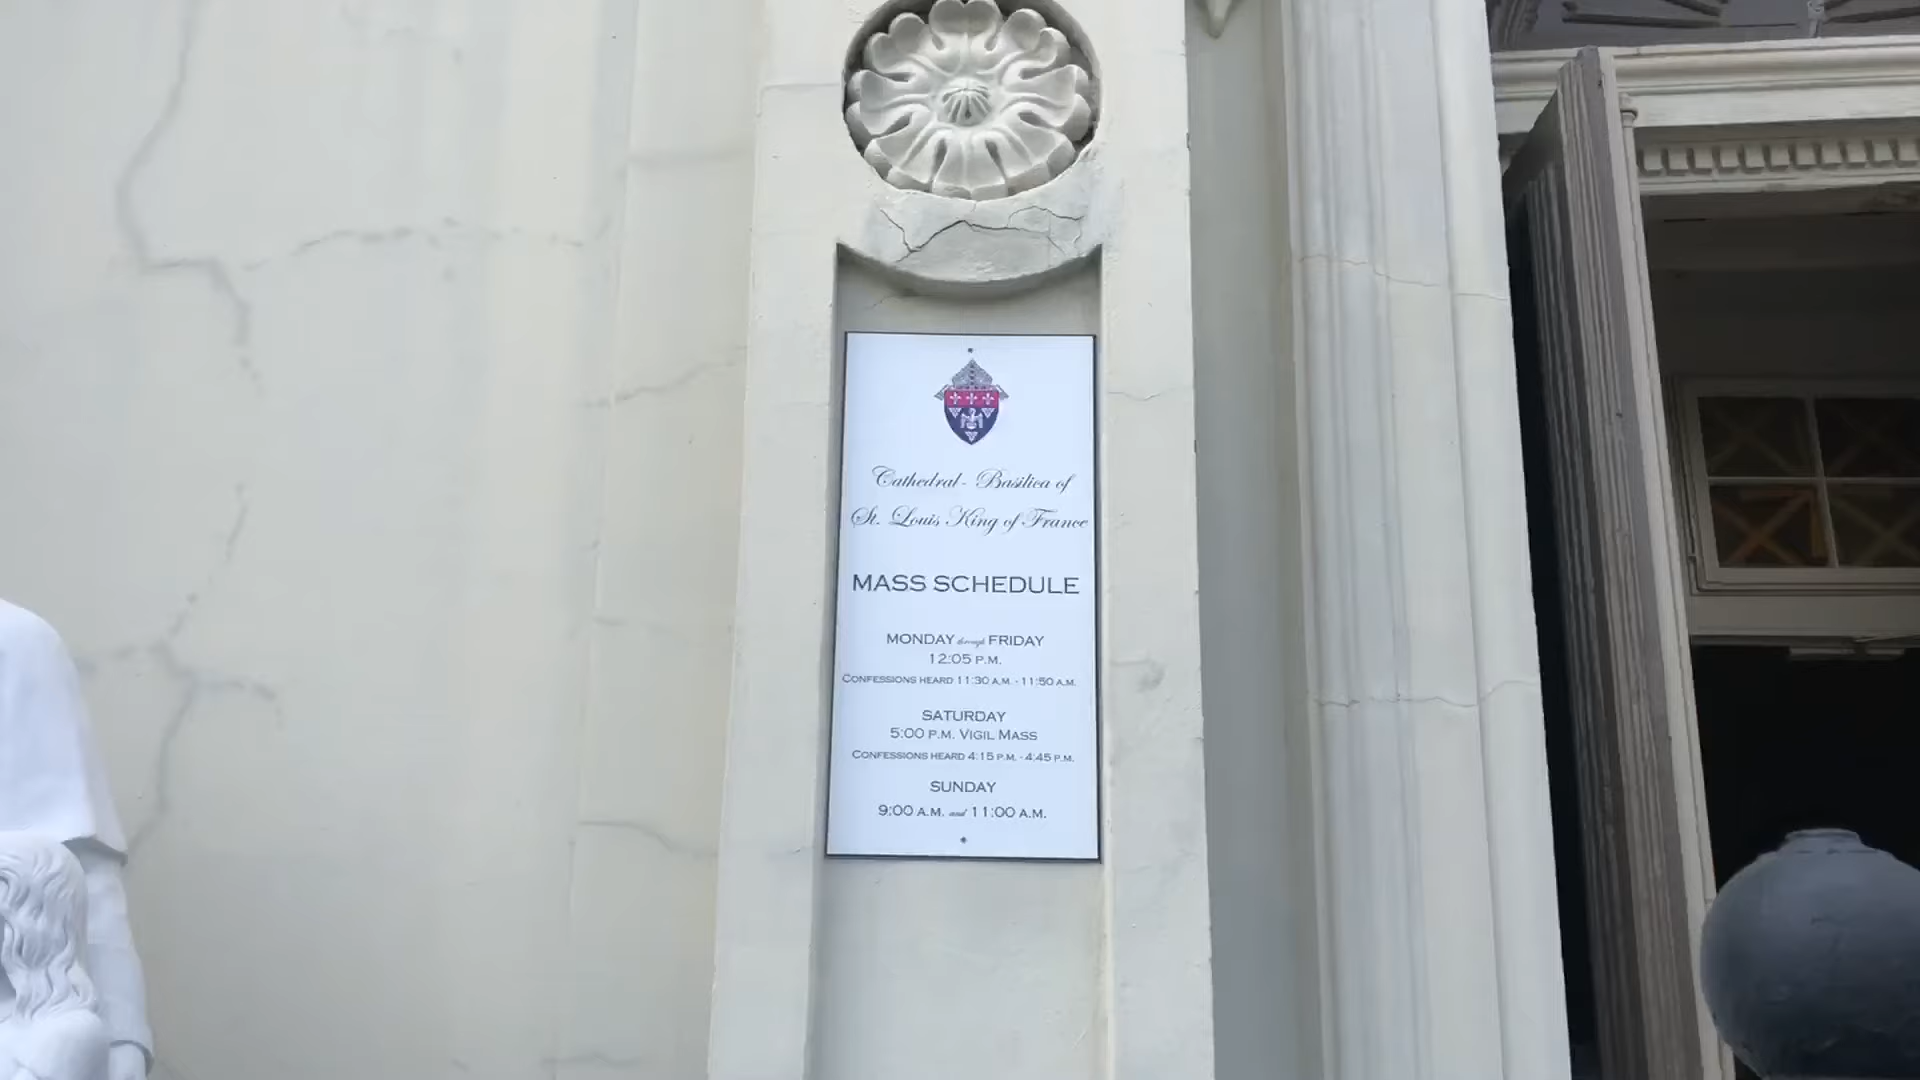 Cathedral - Basilica of
St. Louis King of France
MASS SCHEDULE
MONDAY through FRIDAY
12:05 P.M.
CONFESSIONS HEARD 11:30 A.M. - 11:50 A.M.
SATURDAY
5:00 P.M. VIGIL MASS
CONFESSIONS HEARD 4:15 P.M. - 4:45 P.M.
SUNDAY
9:00 A.M. and 11:00 A.M.